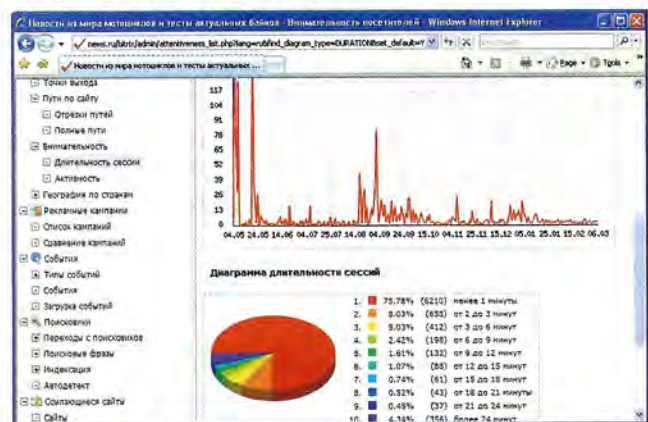 Новости из мира мотоциклов и тесты актуальных байков - Внимательность посетителей - Windows Internet Explorer
news.ru/bitrix/admin/attentiveness_list.php?lang=ru&find_diagram_type=DURATION&set_default=Y
Новости из мира мотоциклов и тесты актуальных ...
Page
Tools
Точки выхода
Пути по сайту
Отрезки путей
Полные пути
Внимательность
Длительность сессии
Активность
География по странам
Рекламные кампании
Список кампаний
Сравнение кампаний
События
Типы событий
События
Загрузка событий
Поисковики
Переходы с поисковиков
Поисковые фразы
Индексация
Автодетект
Ссылающиеся сайты
Сайты
117
104
91
78
65
52
39
26
13
0
04.05 24.05 14.06 04.07 25.07 14.08 04.09 24.09 15.10 04.11 25.11 15.12 05.01 26.01 15.02 06.03
Диаграмма длительности сессий
1. 75.78% (6210) менее 1 минуты
2. 8.03% (658) от 2 до 3 минут
3. 5.03% (412) от 3 до 6 минут
4. 2.42% (198) от 6 до 9 минут
5. 1.61% (132) от 9 до 12 минут
6. 1.07% (88) от 12 до 15 минут
7. 0.74% (61) от 15 до 18 минут
8. 0.52% (43) от 18 до 21 минуты
9. 0.45% (37) от 21 до 24 минут
10. 4.34% (356) более 24 минут